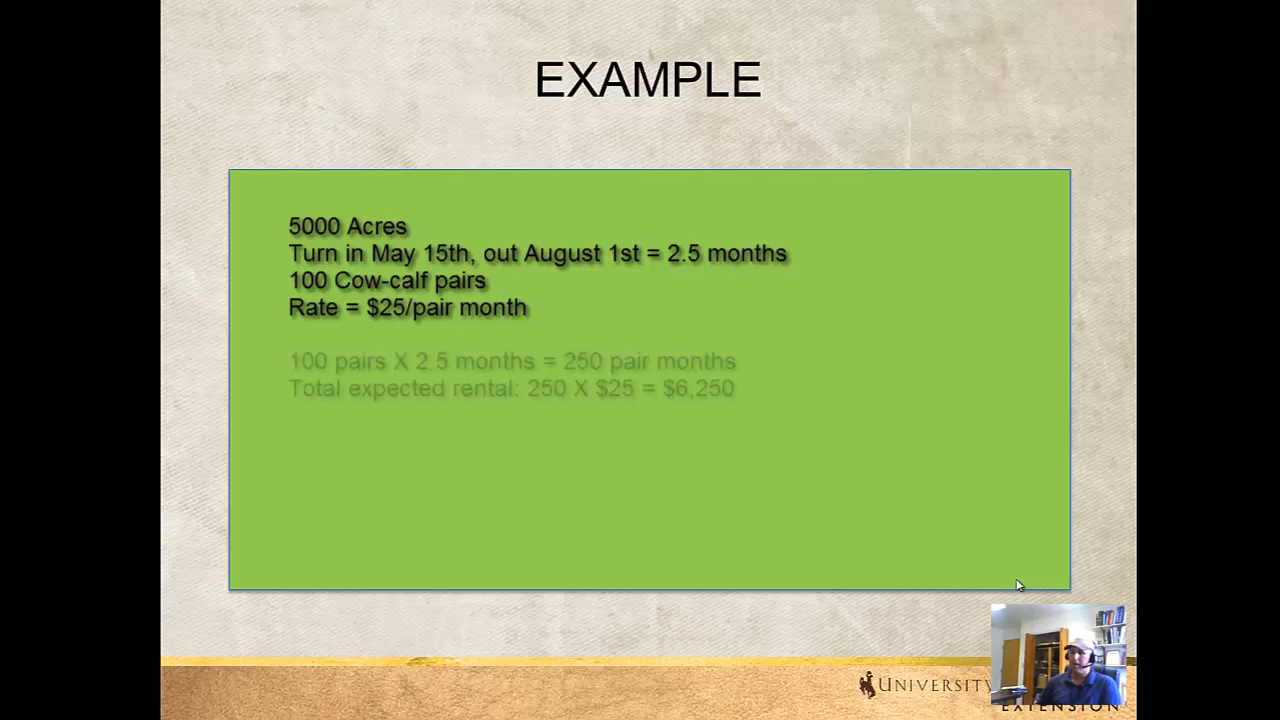 EXAMPLE
5000 Acres
Turn in May 15th, out August 1st = 2.5 months
100 Cow-calf pairs
Rate = $25/pair month
100 pairs X 2.5 months = 250 pair months
Total expected rental: 250 X $25 = $6,250
UNIVERSITY
EXTENSION